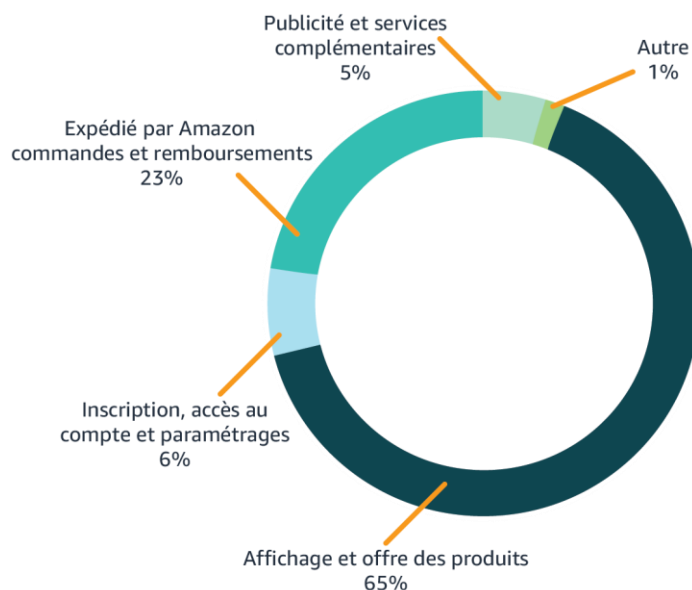 Publicité et services
complémentaires
5%
Autre
1%
Expédié par Amazon
commandes et remboursements
23%
Inscription, accès au
compte et paramétrages
6%
Affichage et offre des produits
65%